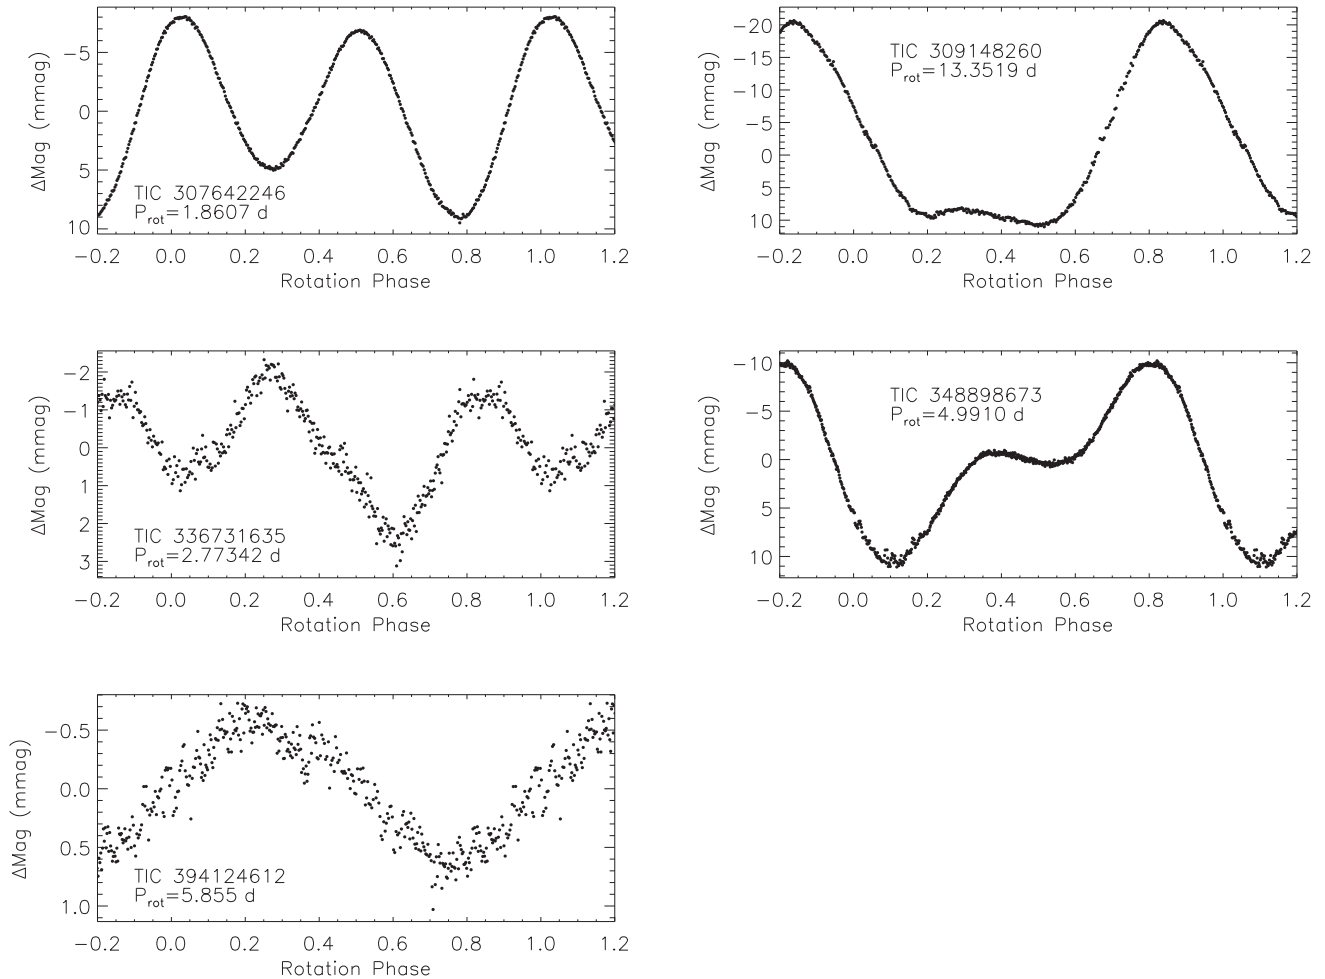 ΔMag (mmag)
−5
0
5
10
TIC 307642246
Prot=1.8607 d
−0.2 0.0 0.2 0.4 0.6 0.8 1.0 1.2
Rotation Phase
ΔMag (mmag)
−20
−15
−10
−5
0
5
10
TIC 309148260
Prot=13.3519 d
−0.2 0.0 0.2 0.4 0.6 0.8 1.0 1.2
Rotation Phase
ΔMag (mmag)
−2
−1
0
1
2
3
TIC 336731635
Prot=2.77342 d
−0.2 0.0 0.2 0.4 0.6 0.8 1.0 1.2
Rotation Phase
ΔMag (mmag)
−10
−5
0
5
10
TIC 348898673
Prot=4.9910 d
−0.2 0.0 0.2 0.4 0.6 0.8 1.0 1.2
Rotation Phase
ΔMag (mmag)
−0.5
0.0
0.5
1.0
TIC 394124612
Prot=5.855 d
−0.2 0.0 0.2 0.4 0.6 0.8 1.0 1.2
Rotation Phase